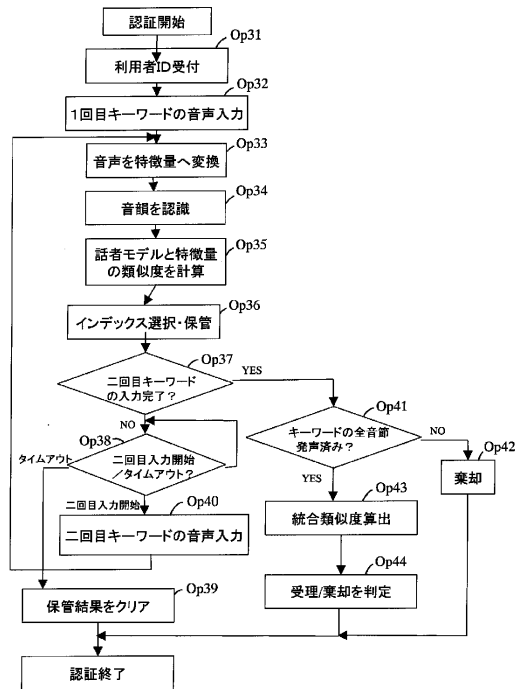 認証開始
Op31
利用者ID受付
Op32
1回目キーワードの音声入力
Op33
音声を特徴量へ変換
Op34
音韻を認識
Op35
話者モデルと特徴量
の類似度を計算
Op36
インデックス選択・保管
Op37
二回目キーワード
の入力完了？
YES
NO
Op38
タイムアウト
二回目入力開始
/タイムアウト？
二回目入力開始
Op40
二回目キーワードの音声入力
Op41
キーワードの全音節
発声済み？
NO
Op42
棄却
YES
Op43
統合類似度算出
Op44
受理/棄却を判定
Op39
保管結果をクリア
認証終了